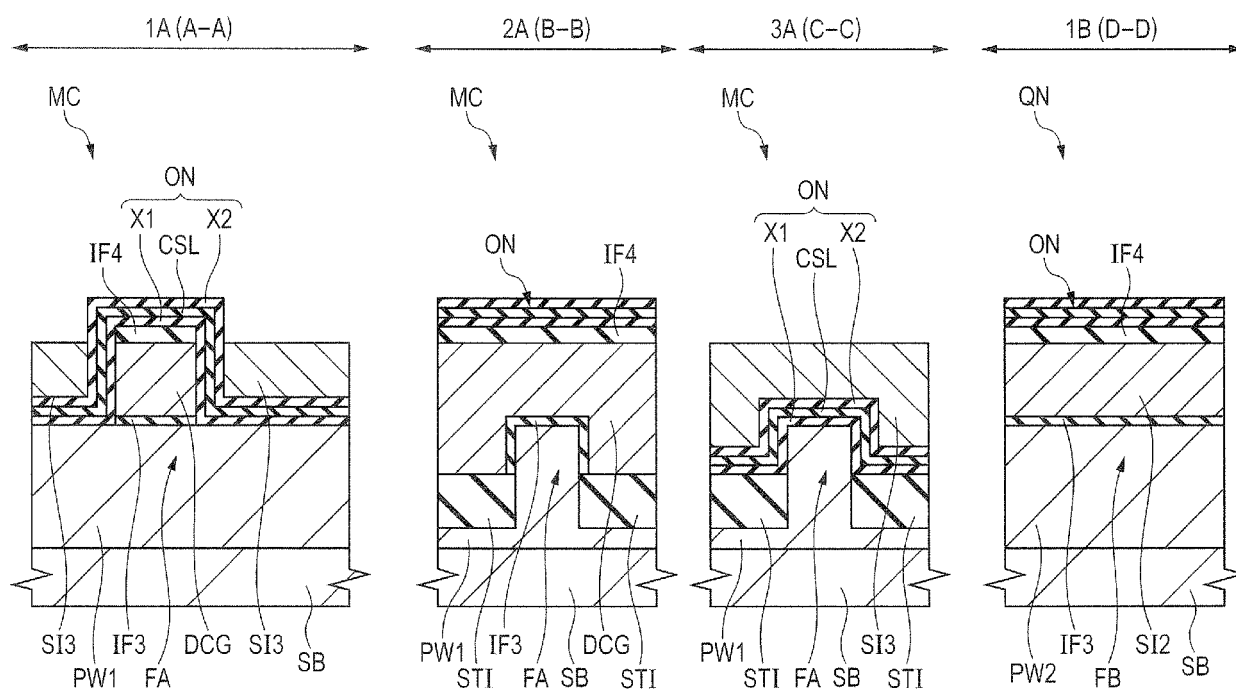 1A (A-A) 2A (B-B) 3A (C-C) 1B (D-D)
MC MC MC QN
ON ON
X1 X2 X1 X2 ON
IF4 CSL ON IF4 CSL IF4
SI3 IF3 DCG SI3 SB PW1 IF3 DCG PW1 SI3 IF3 SI2
PW1 FA STI FA SB STI STI FA SB STI PW2 FB SB